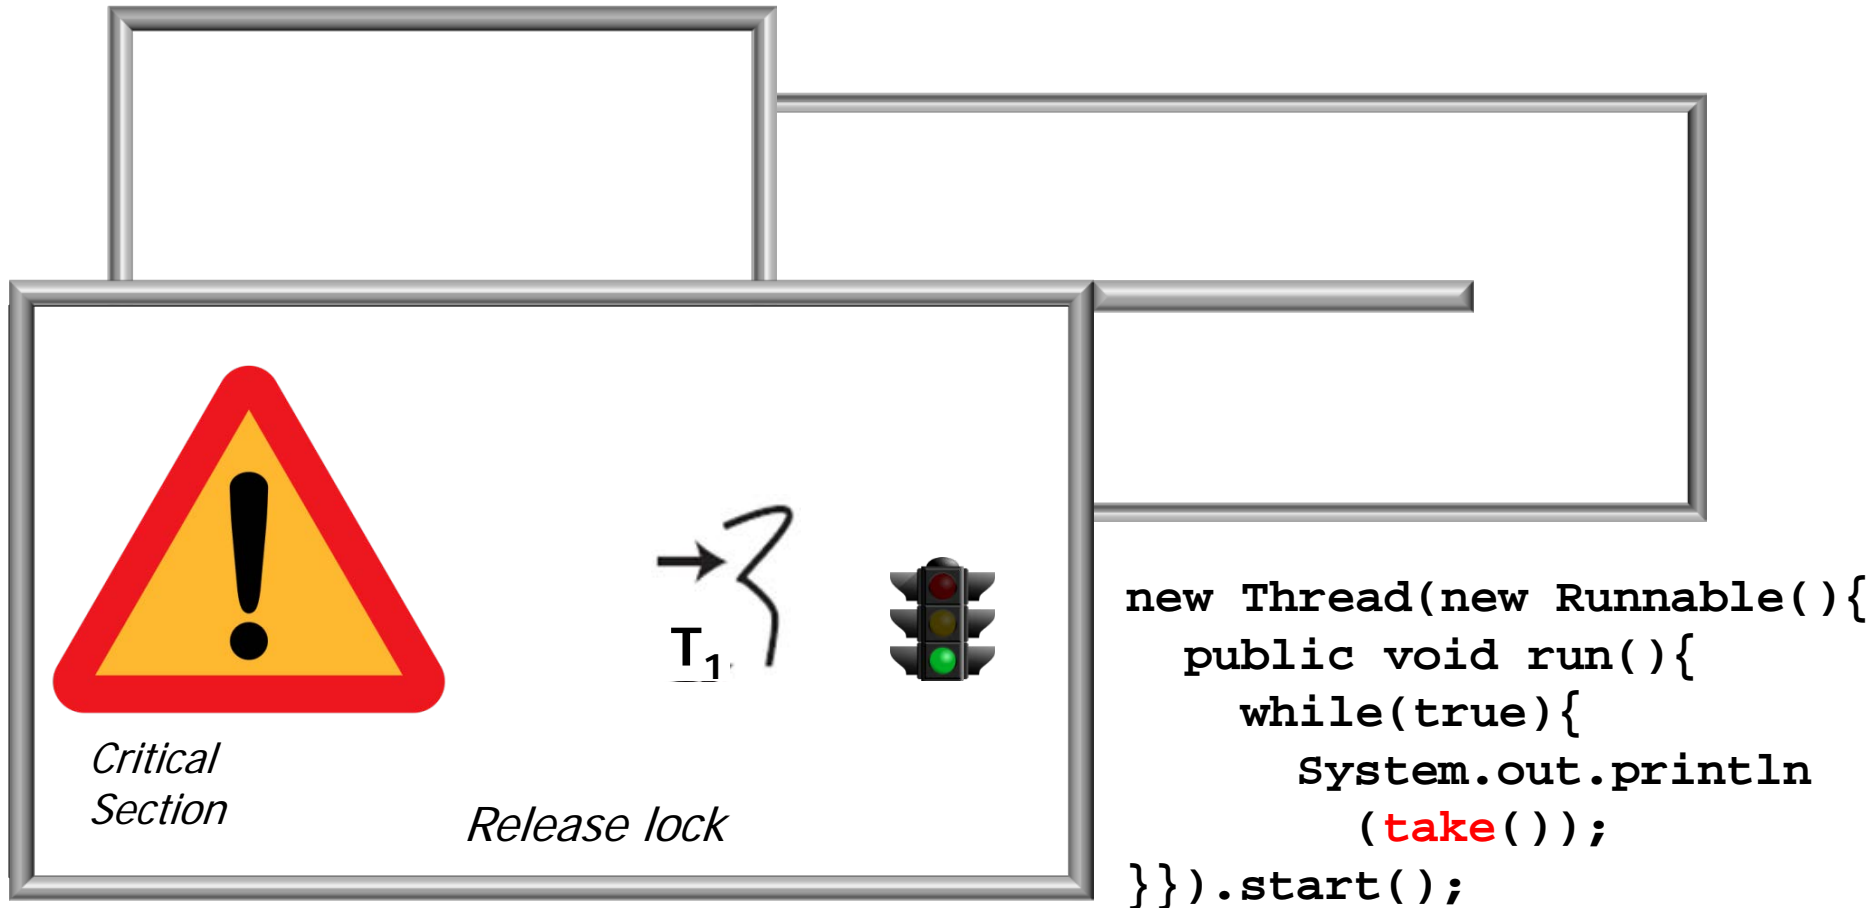 T1
Critical
Section
Release lock
new Thread(new Runnable(){
public void run(){
while(true){
System.out.println
(take());
}}).start();